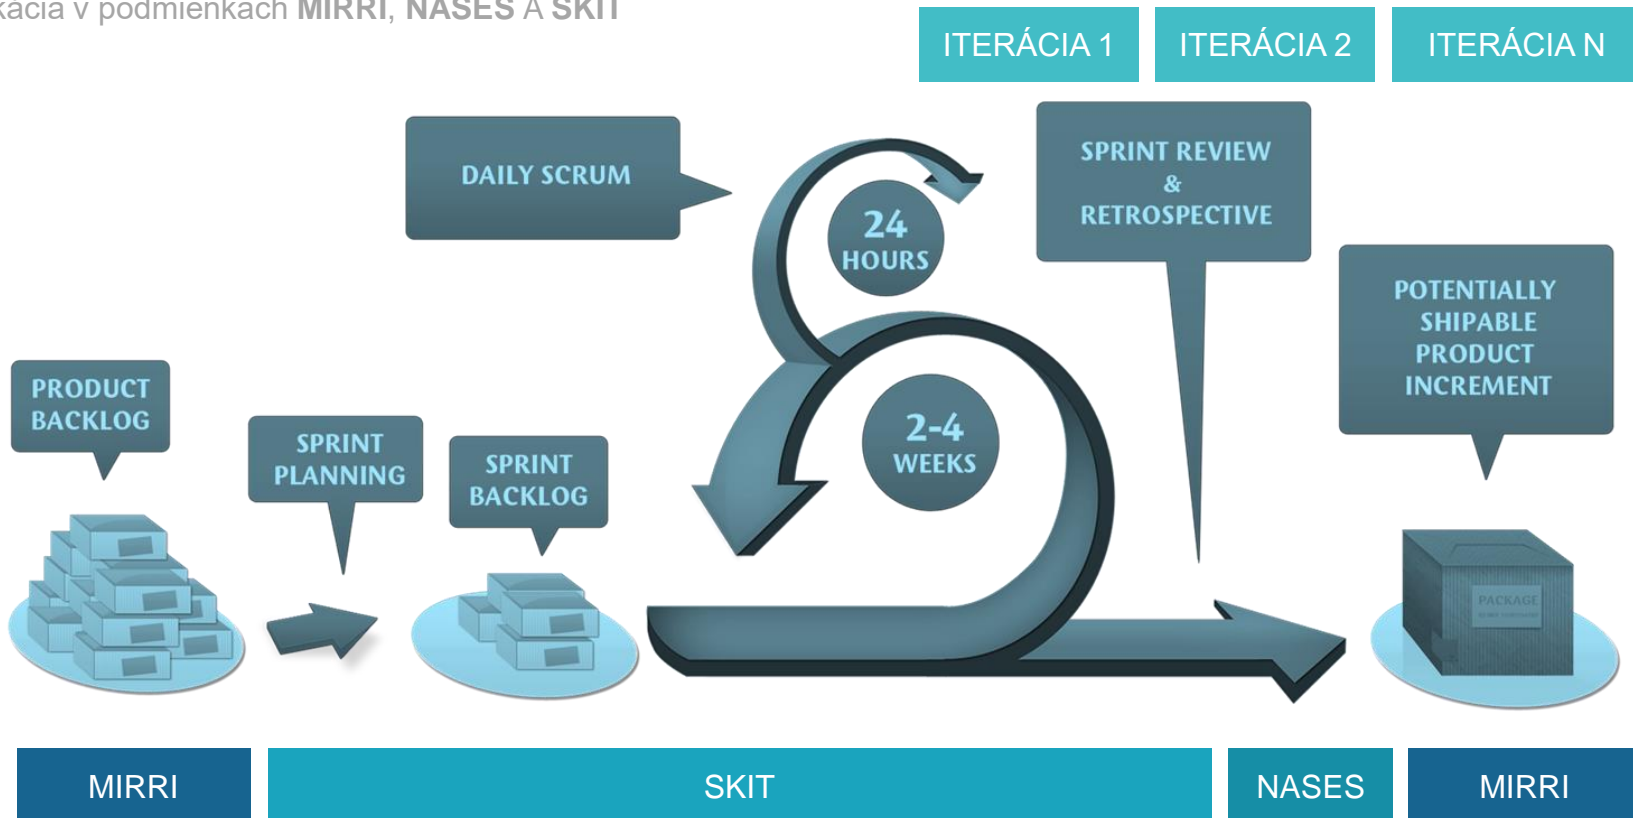 v podmienkach MIRRI, NASES A SKIT
ITERÁCIA 1
ITERÁCIA 2
ITERÁCIA N
DAILY SCRUM
SPRINT REVIEW
&
RETROSPECTIVE
24
HOURS
POTENTIALLY
SHIPABLE
PRODUCT
INCREMENT
PRODUCT
BACKLOG
SPRINT
PLANNING
SPRINT
BACKLOG
2-4
WEEKS
PACKAGE
MIRRI
SKIT
NASES
MIRRI